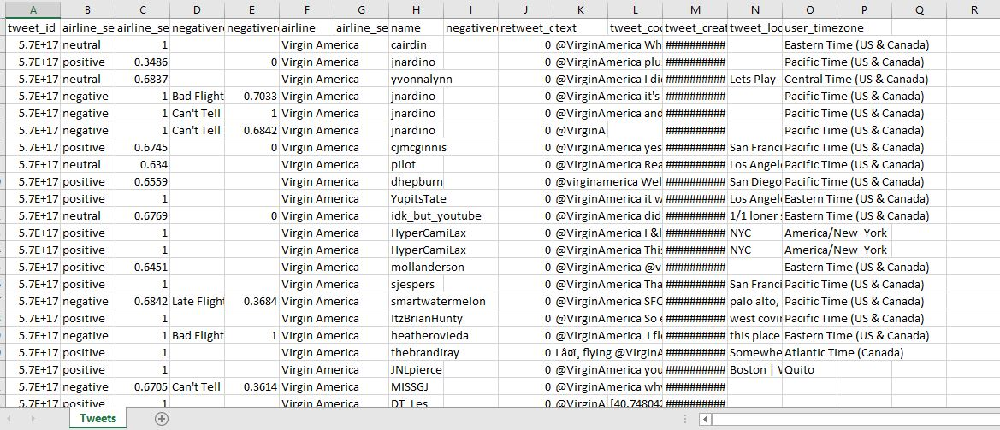 A B C D E F G H I J K L M N O P Q R
tweet_id airline_se airline_se negativere negativere airline airline_se name negativere retweet_c text tweet_coo tweet_creat tweet_loc user_timezone
5.7E+17 neutral 1 Virgin America cairdin 0 @VirginAmerica Wh ########## Eastern Time (US & Canada)
5.7E+17 positive 0.3486 0 Virgin America jnardino 0 @VirginAmerica plu ########## Pacific Time (US & Canada)
5.7E+17 neutral 0.6837 Virgin America yvonnalynn 0 @VirginAmerica I di ########## Lets Play Central Time (US & Canada)
5.7E+17 negative 1 Bad Flight 0.7033 Virgin America jnardino 0 @VirginAmerica it's ########## Pacific Time (US & Canada)
5.7E+17 negative 1 Can't Tell 1 Virgin America jnardino 0 @VirginAmerica and ########## Pacific Time (US & Canada)
5.7E+17 negative 1 Can't Tell 0.6842 Virgin America jnardino 0 @VirginA ########## Pacific Time (US & Canada)
5.7E+17 positive 0.6745 0 Virgin America cjmcginnis 0 @VirginAmerica yes ########## San Franci Pacific Time (US & Canada)
5.7E+17 neutral 0.634 Virgin America pilot 0 @VirginAmerica Rea ########## Los Angel Pacific Time (US & Canada)
5.7E+17 positive 0.6559 Virgin America dhepburn 0 @virginamerica Wel ########## San Diego Pacific Time (US & Canada)
5.7E+17 positive 1 Virgin America YupitsTate 0 @VirginAmerica it w ########## Los Angel Eastern Time (US & Canada)
5.7E+17 neutral 0.6769 0 Virgin America idk_but_youtube 0 @VirginAmerica did ########## 1/1 loner Eastern Time (US & Canada)
5.7E+17 positive 1 Virgin America HyperCamiLax 0 @VirginAmerica I &l ########## NYC America/New_York
5.7E+17 positive 1 Virgin America HyperCamiLax 0 @VirginAmerica This ########## NYC America/New_York
5.7E+17 positive 0.6451 Virgin America mollanderson 0 @VirginAmerica @v ########## Eastern Time (US & Canada)
5.7E+17 positive 1 Virgin America sjespers 0 @VirginAmerica Tha ########## San Franci Pacific Time (US & Canada)
5.7E+17 negative 0.6842 Late Flight 0.3684 Virgin America smartwatermelon 0 @VirginAmerica SFO ########## palo alto, Pacific Time (US & Canada)
5.7E+17 positive 1 Virgin America ItzBrianHunty 0 @VirginAmerica So ########## west covi Pacific Time (US & Canada)
5.7E+17 negative 1 Bad Flight 1 Virgin America heatherovieda 0 @VirginAmerica I fl ########## this place Eastern Time (US & Canada)
5.7E+17 positive 1 Virgin America thebrandiray 0 I flying @VirginA ########## Somewhe Atlantic Time (Canada)
5.7E+17 positive 1 Virgin America JNLpierce 0 @VirginAmerica you ########## Boston | Quito
5.7E+17 negative 0.6705 Can't Tell 0.3614 Virgin America MISSGJ 0 @VirginAmerica why ##########
5.7E+17 positive 1 Virgin America DT_Les 0 @VirginA [40.748042 ##########
Tweets